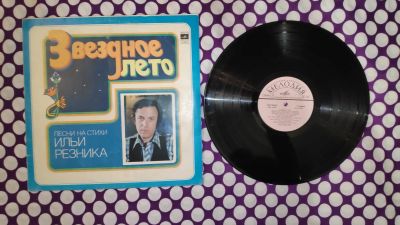 Звездное
лето
ПЕСНИ НА СТИХИ
ИЛЬИ
РЕЗНИКА
МЕЛОДИЯ